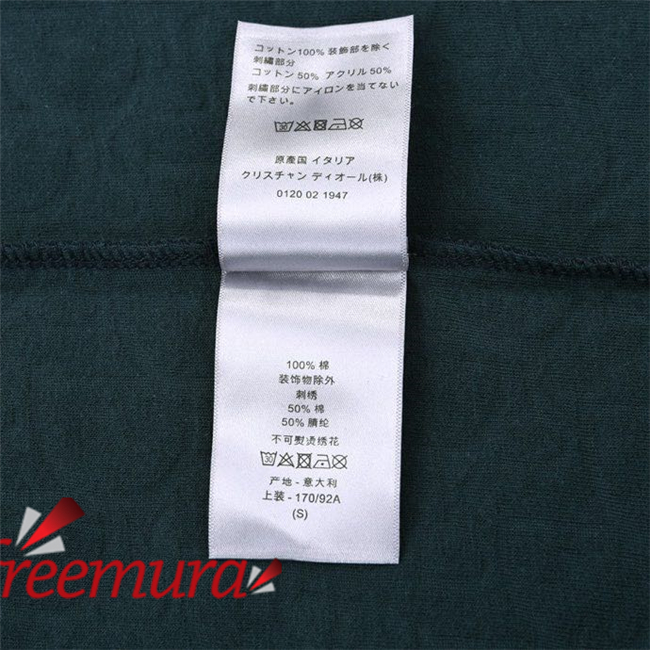 コットン100% 装飾部を除く
刺繍部分
コットン 50% アクリル 50%
刺繍部分にアイロンを当てない
で下さい。
原産国 イタリア
クリスチャン ディオール(株)
0120 02 1947
100% 棉
装饰物除外
刺绣
50% 棉
50% 腈纶
不可熨烫绣花
30
产地 - 意大利
上装 - 170/92A
(S)
freemura